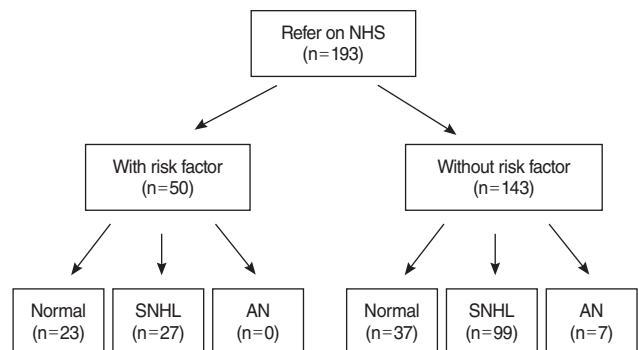 Refer on NHS
(n=193)
With risk factor
(n=50)
Without risk factor
(n=143)
Normal
(n=23)
SNHL
(n=27)
AN
(n=0)
Normal
(n=37)
SNHL
(n=99)
AN
(n=7)